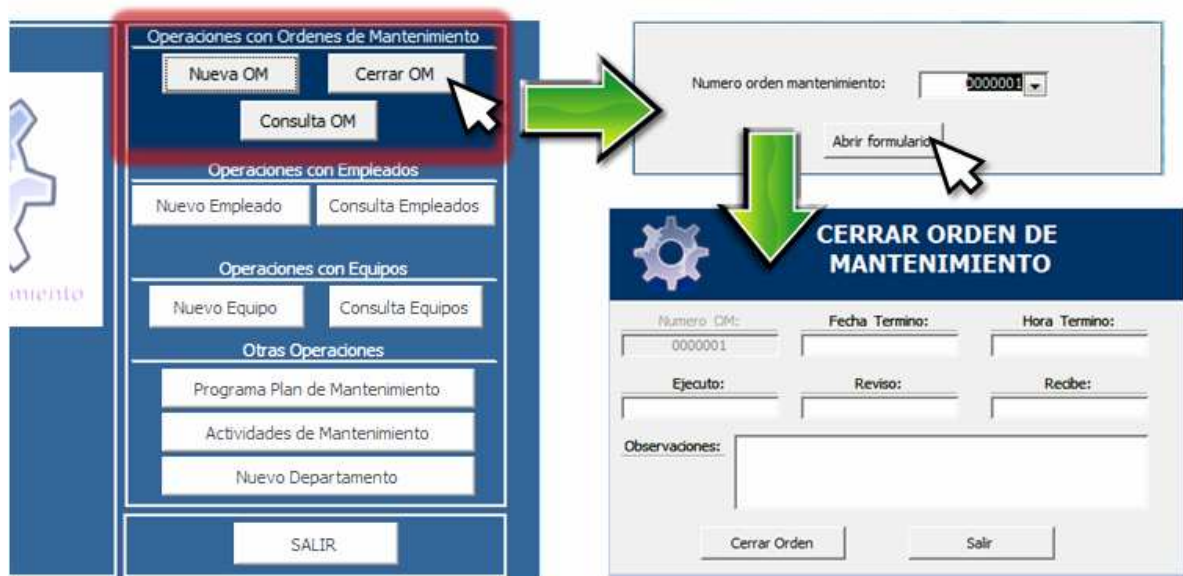 Operaciones con Ordenes de Mantenimiento
Nueva OM
Cerrar OM
Consulta OM
Operaciones con Empleados
Nuevo Empleado
Consulta Empleados
Operaciones con Equipos
Nuevo Equipo
Consulta Equipos
Otras Operaciones
Programa Plan de Mantenimiento
Actividades de Mantenimiento
Nuevo Departamento
SALIR
Numero orden mantenimiento:
0000001
Abrir formulario
CERRAR ORDEN DE
MANTENIMIENTO
Numero OM:
Fecha Termino:
Hora Termino:
0000001
Ejecuto:
Reviso:
Recibe:
Observaciones:
Cerrar Orden
Salir